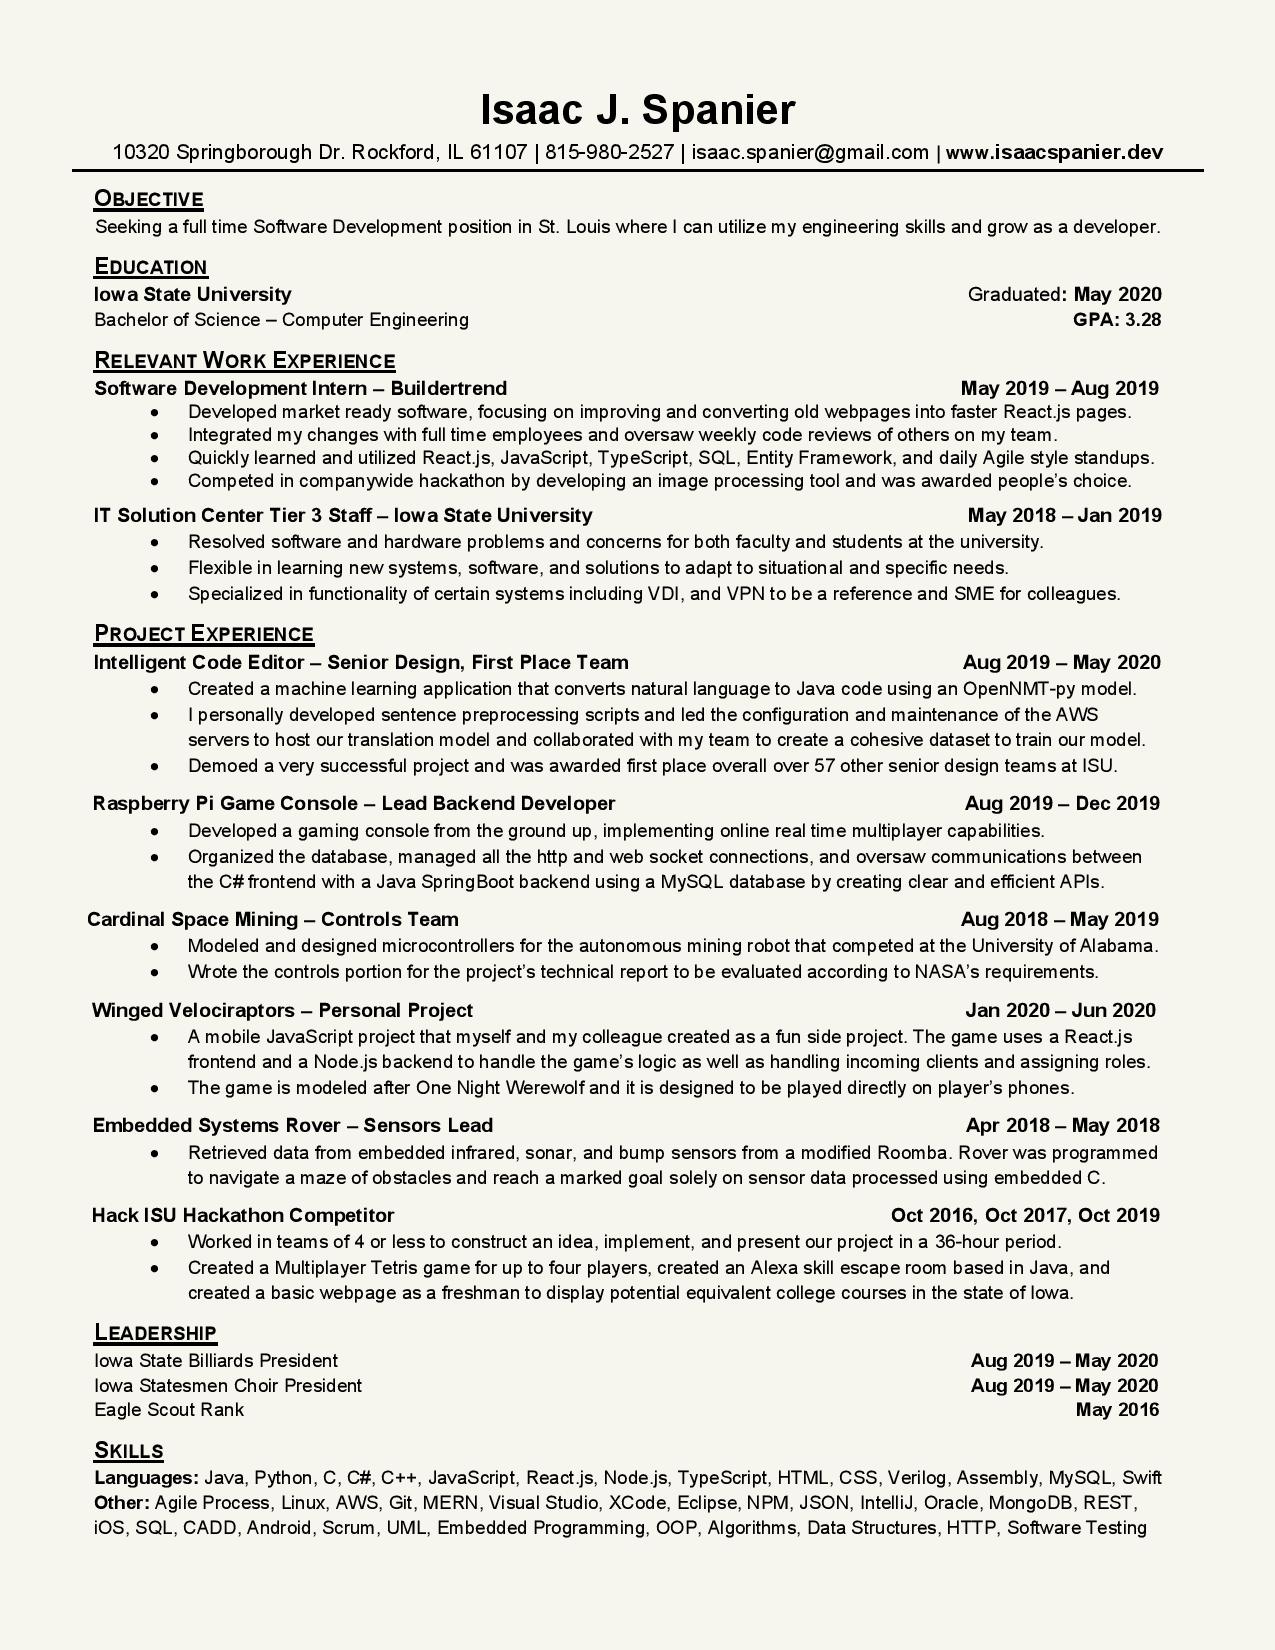 Isaac J. Spanier
10320 Springborough Dr. Rockford, IL 61107 | 815-980-2527 | isaac.spanier@gmail.com | www.isaacspanier.dev
OBJECTIVE
Seeking a full time Software Development position in St. Louis where I can utilize my engineering skills and grow as a developer.
EDUCATION
Iowa State University Graduated: May 2020
Bachelor of Science – Computer Engineering GPA: 3.28
RELEVANT WORK EXPERIENCE
Software Development Intern – Buildertrend May 2019 – Aug 2019
• Developed market ready software, focusing on improving and converting old webpages into faster React.js pages.
• Integrated my changes with full time employees and oversaw weekly code reviews of others on my team.
• Quickly learned and utilized React.js, JavaScript, TypeScript, SQL, Entity Framework, and daily Agile style standups.
• Competed in companywide hackathon by developing an image processing tool and was awarded people's choice.
IT Solution Center Tier 3 Staff – Iowa State University May 2018 – Jan 2019
• Resolved software and hardware problems and concerns for both faculty and students at the university.
• Flexible in learning new systems, software, and solutions to adapt to situational and specific needs.
• Specialized in functionality of certain systems including VDI, and VPN to be a reference and SME for colleagues.
PROJECT EXPERIENCE
Intelligent Code Editor – Senior Design, First Place Team Aug 2019 – May 2020
• Created a machine learning application that converts natural language to Java code using an OpenNMT-py model.
• I personally developed sentence preprocessing scripts and led the configuration and maintenance of the AWS
servers to host our translation model and collaborated with my team to create a cohesive dataset to train our model.
• Demoed a very successful project and was awarded first place overall over 57 other senior design teams at ISU.
Raspberry Pi Game Console – Lead Backend Developer Aug 2019 – Dec 2019
• Developed a gaming console from the ground up, implementing online real time multiplayer capabilities.
• Organized the database, managed all the http and web socket connections, and oversaw communications between
the C# frontend with a Java SpringBoot backend using a MySQL database by creating clear and efficient APIs.
Cardinal Space Mining – Controls Team Aug 2018 – May 2019
• Modeled and designed microcontrollers for the autonomous mining robot that competed at the University of Alabama.
• Wrote the controls portion for the project's technical report to be evaluated according to NASA's requirements.
Winged Velociraptors – Personal Project Jan 2020 – Jun 2020
• A mobile JavaScript project that myself and my colleague created as a fun side project. The game uses a React.js
frontend and a Node.js backend to handle the game's logic as well as handling incoming clients and assigning roles.
• The game is modeled after One Night Werewolf and it is designed to be played directly on player's phones.
Embedded Systems Rover – Sensors Lead Apr 2018 – May 2018
• Retrieved data from embedded infrared, sonar, and bump sensors from a modified Roomba. Rover was programmed
to navigate a maze of obstacles and reach a marked goal solely on sensor data processed using embedded C.
Hack ISU Hackathon Competitor Oct 2016, Oct 2017, Oct 2019
• Worked in teams of 4 or less to construct an idea, implement, and present our project in a 36-hour period.
• Created a Multiplayer Tetris game for up to four players, created an Alexa skill escape room based in Java, and
created a basic webpage as a freshman to display potential equivalent college courses in the state of Iowa.
LEADERSHIP
Iowa State Billiards President Aug 2019 – May 2020
Iowa Statesmen Choir President Aug 2019 – May 2020
Eagle Scout Rank May 2016
SKILLS
Languages: Java, Python, C, C#, C++, JavaScript, React.js, Node.js, TypeScript, HTML, CSS, Verilog, Assembly, MySQL, Swift
Other: Agile Process, Linux, AWS, Git, MERN, Visual Studio, XCode, Eclipse, NPM, JSON, IntelliJ, Oracle, MongoDB, REST,
iOS, SQL, CADD, Android, Scrum, UML, Embedded Programming, OOP, Algorithms, Data Structures, HTTP, Software Testing